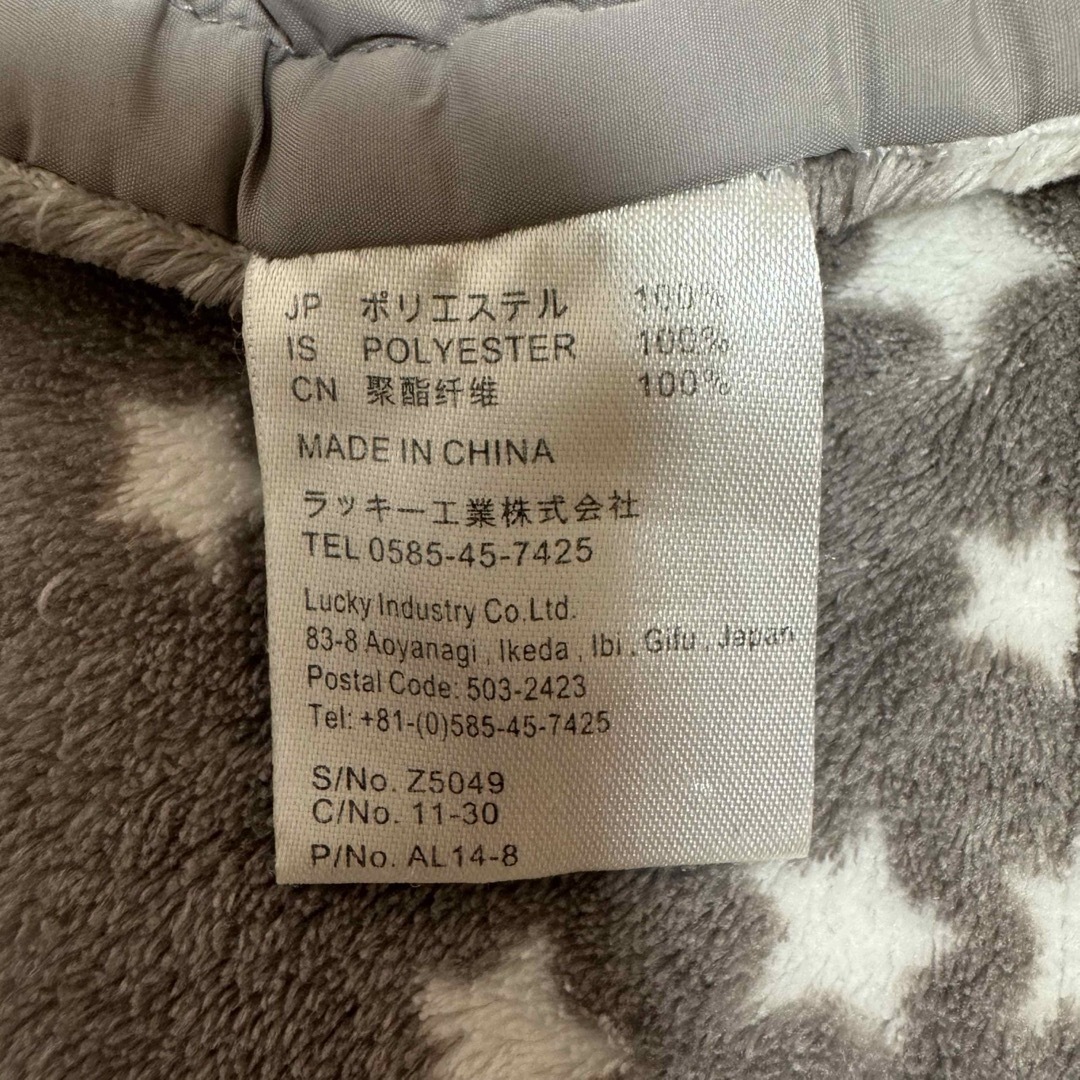 JP ポリエステル 100%
IS POLYESTER 100%
CN 聚酯纤维 100%
MADE IN CHINA
ラッキー工業株式会社
TEL 0585-45-7425
Lucky Industry Co.Ltd.
83-8 Aoyanagi , Ikeda , Ibi , Gifu , Japan
Postal Code: 503-2423
Tel: +81-(0)585-45-7425
S/No. Z5049
C/No. 11-30
P/No. AL14-8